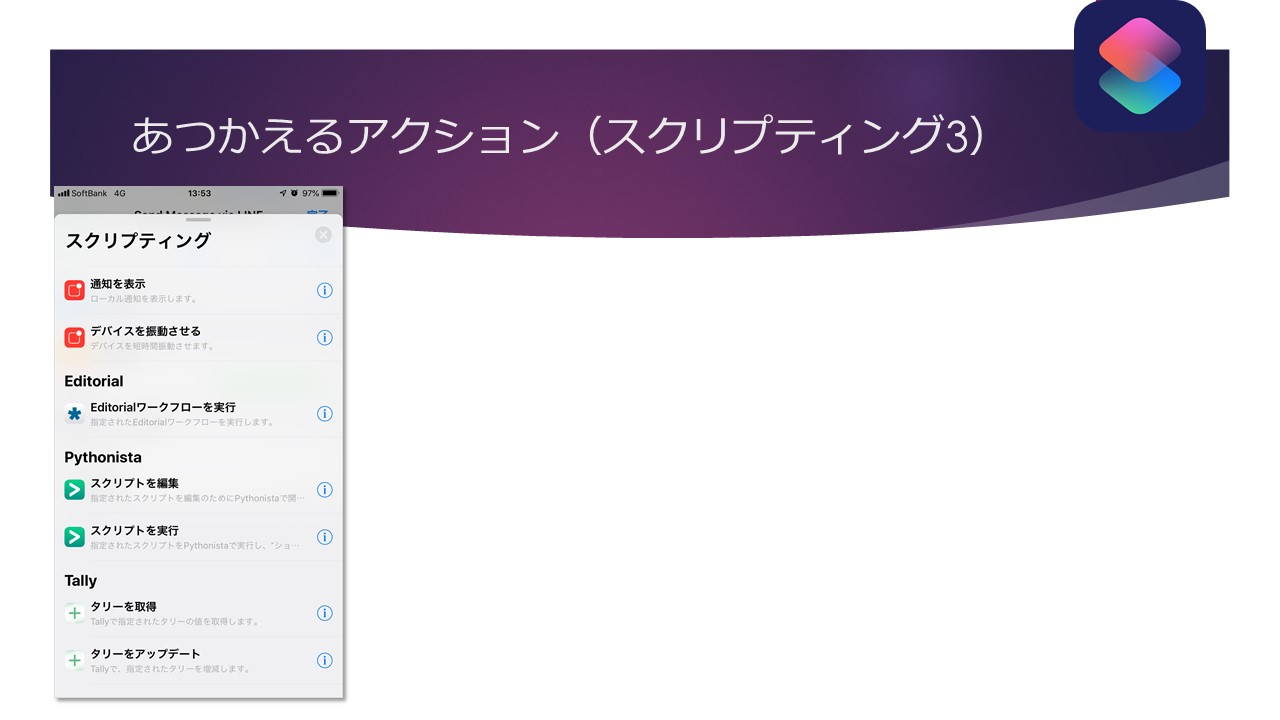 あつかえるアクション（スクリプティング3）
SoftBank 4G 13:53 97%
Send Message via LINE 完了
スクリプティング
通知を表示
ローカル通知を表示します。
デバイスを振動させる
デバイスを短時間振動させます。
Editorial
Editorialワークフローを実行
指定されたEditorialワークフローを実行します。
Pythonista
スクリプトを編集
指定されたスクリプトを編集のためにPythonistaで開…
スクリプトを実行
指定されたスクリプトをPythonistaで実行し、"ショ…
Tally
タリーを取得
Tallyで指定されたタリーの値を取得します。
タリーをアップデート
Tallyで、指定されたタリーを増減します。